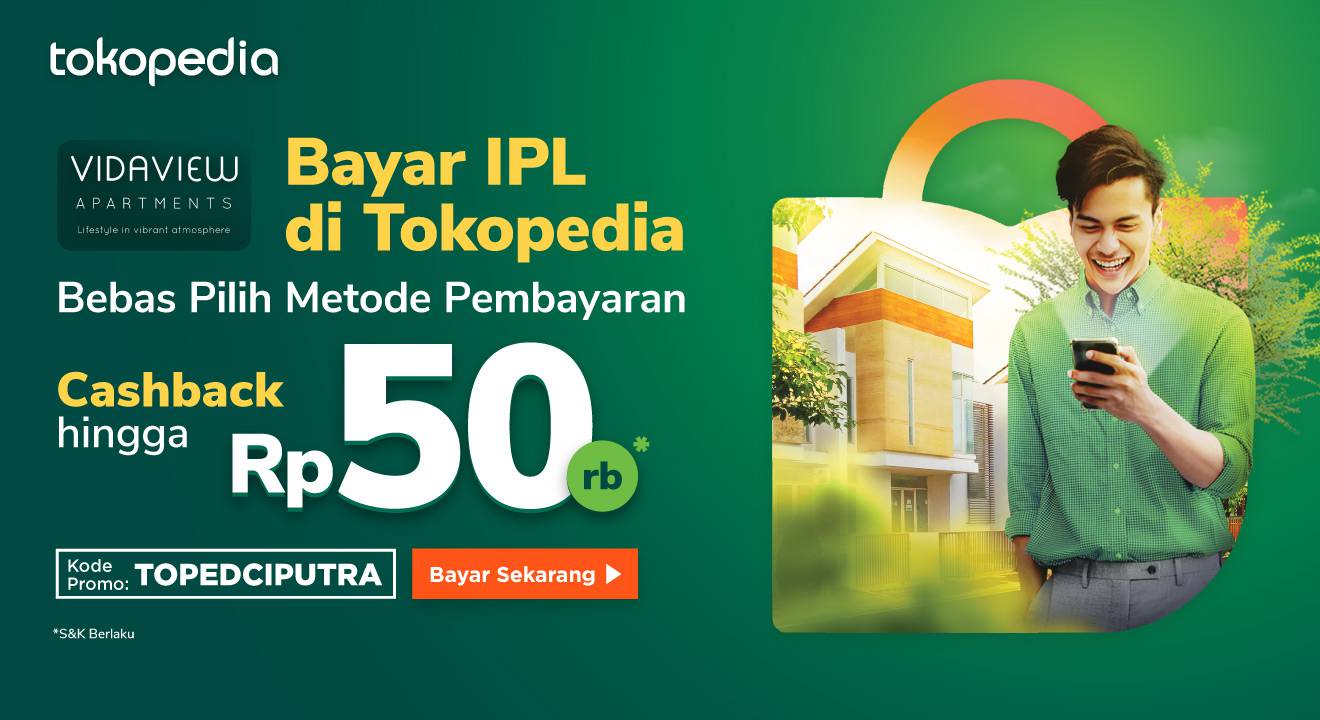 tokopedia
VIDAVIEW
APARTMENTS
Lifestyle in vibrant atmosphere
Bayar IPL
di Tokopedia
Bebas Pilih Metode Pembayaran
Cashback
hingga
Rp50rb*
Kode
Promo: TOPEDCIPUTRA
Bayar Sekarang
*S&K Berlaku